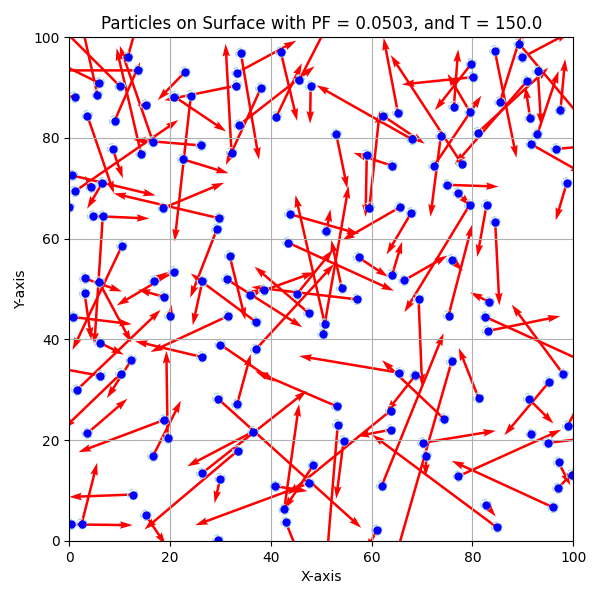 Particles on Surface with PF = 0.0503, and T = 150.0
100
80
60
40
20
0
Y-axis
0 20 40 60 80 100
X-axis